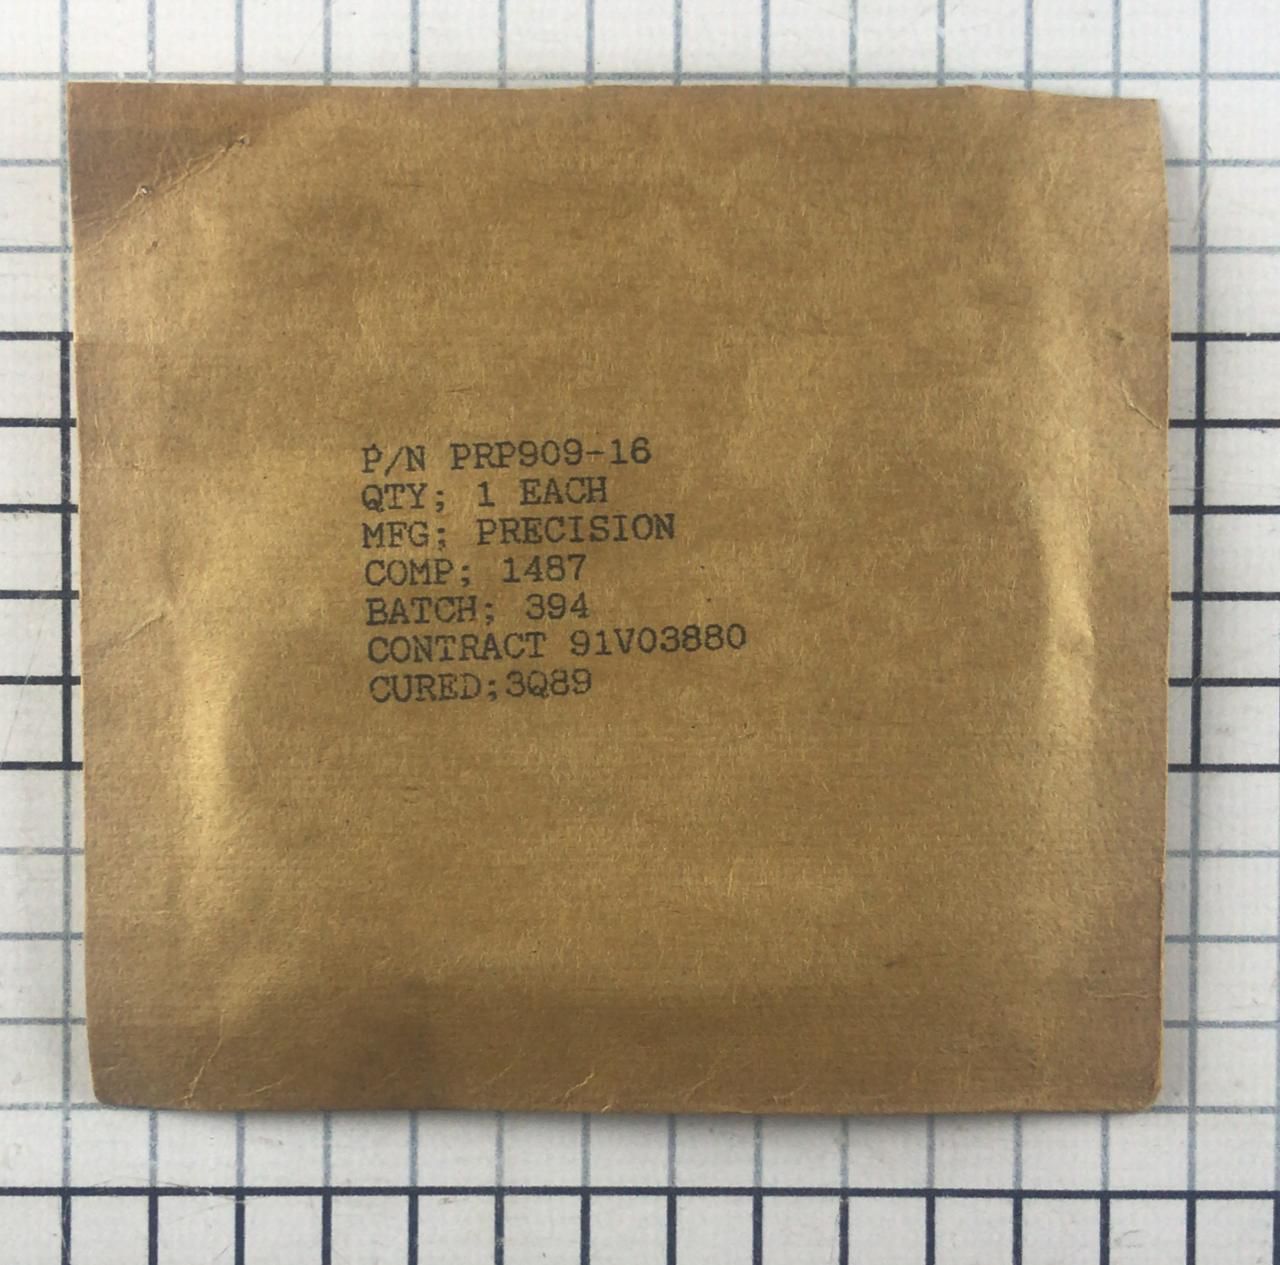 P/N PRP909-16
QTY; 1 EACH
MFG; PRECISION
COMP; 1487
BATCH; 394
CONTRACT 91V03880
CURED;3Q89